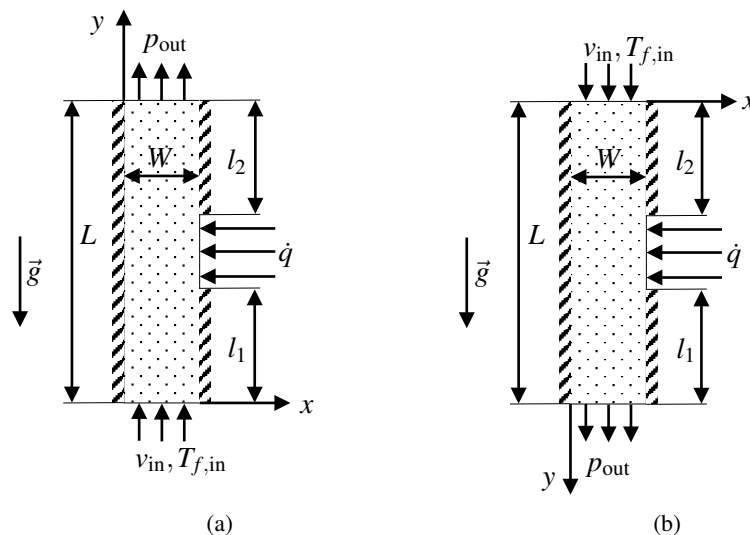 y
p_out
W
l_2
L
q̇
g⃗
l_1
x
v_in, T_f,in
(a)
v_in, T_f,in
x
W
l_2
L
q̇
g⃗
l_1
p_out
y
(b)